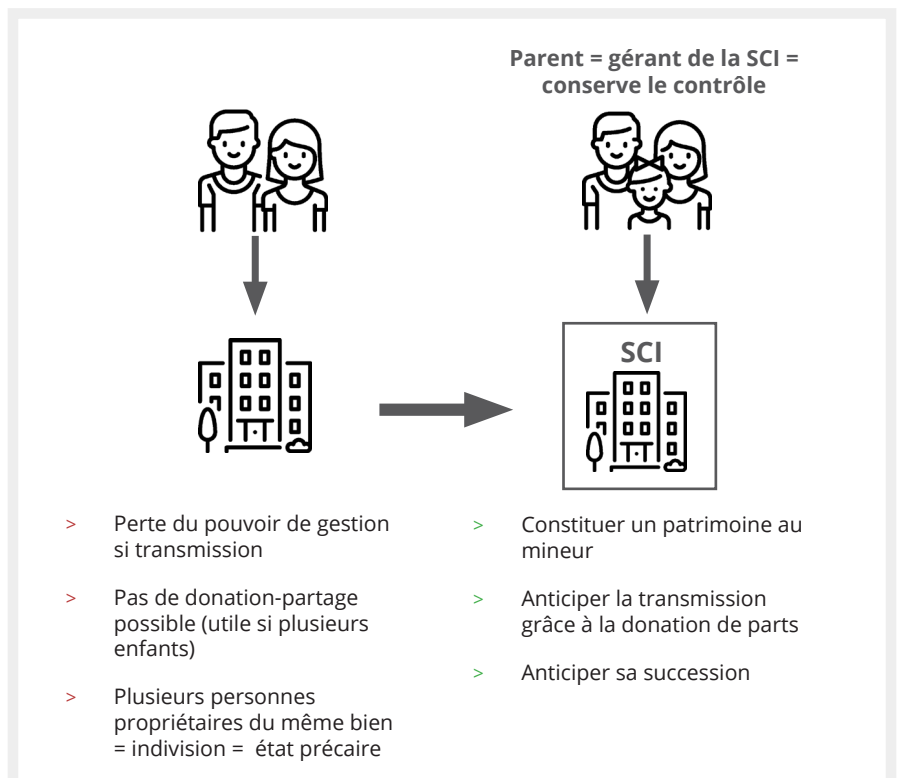 Parent = gérant de la SCI =
conserve le contrôle
SCI
> Perte du pouvoir de gestion
si transmission
> Pas de donation-partage
possible (utile si plusieurs
enfants)
> Plusieurs personnes
propriétaires du même bien
= indivision = état précaire
> Constituer un patrimoine au
mineur
> Anticiper la transmission
grâce à la donation de parts
> Anticiper sa succession